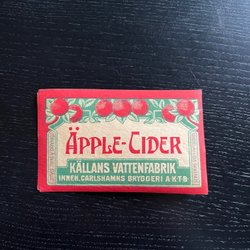 ÄPPLE-CIDER
KÄLLANS VATTENFABRIK
INNEH. CARLSHAMNS BRYGGERI A.K.T.B.